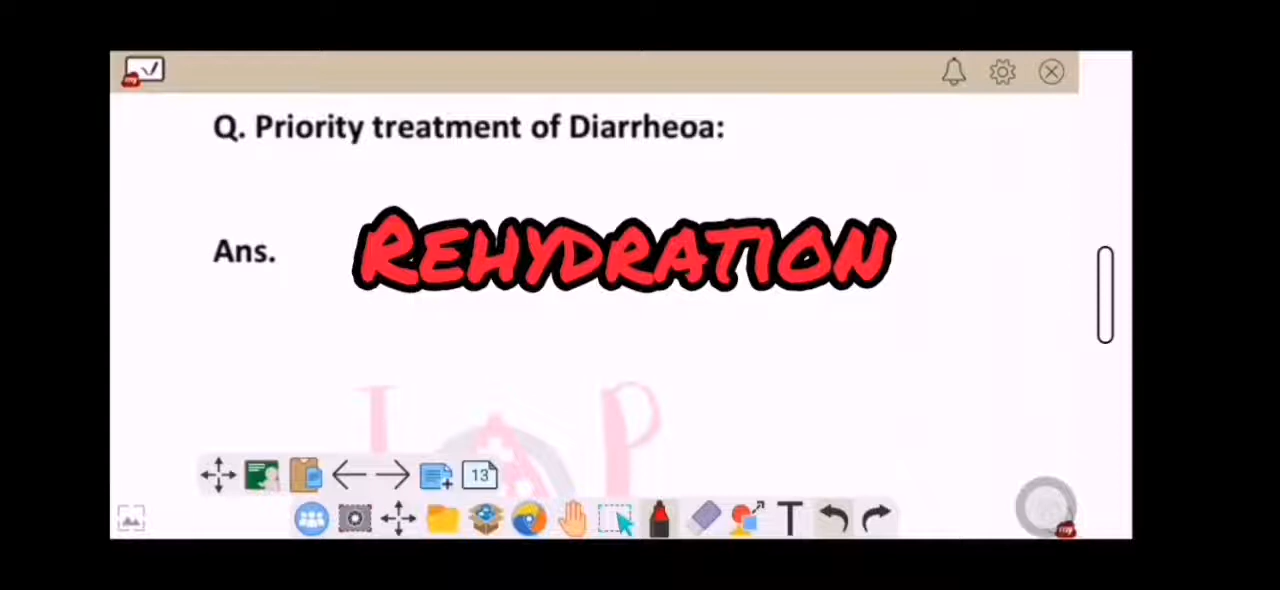 Q. Priority treatment of Diarrheoa:
Ans. REHYDRATION
I P
13